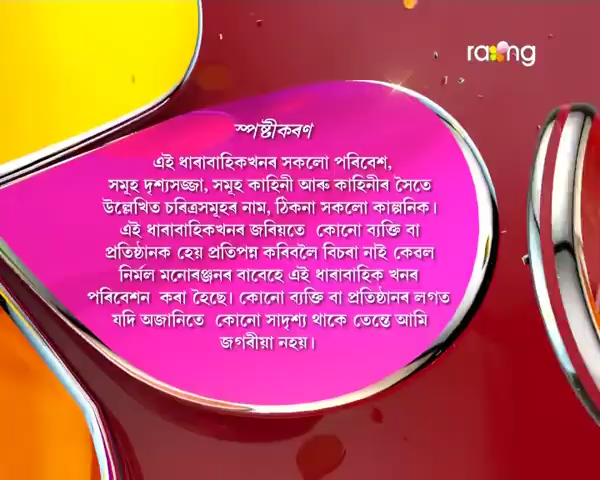 rang
স্পষ্টীকৰণ
এই ধাৰাবাহিকখনৰ সকলো পৰিবেশ,
সমূহ দৃশ্যসজ্জা, সমূহ কাহিনী আৰু কাহিনীৰ সৈতে
উল্লেখিত চৰিত্ৰসমূহৰ নাম, ঠিকনা সকলো কাল্পনিক।
এই ধাৰাবাহিকখনৰ জৰিয়তে কোনো ব্যক্তি বা
প্ৰতিষ্ঠানক হেয় প্ৰতিপন্ন কৰিবলৈ বিচৰা নাই কেৱল
নিৰ্মল মনোৰঞ্জনৰ বাবেহে এই ধাৰাবাহিক খনৰ
পৰিবেশন কৰা হৈছে। কোনো ব্যক্তি বা প্ৰতিষ্ঠানৰ লগত
যদি অজানিতে কোনো সাদৃশ্য থাকে তেন্তে আমি
জগৰীয়া নহয়।